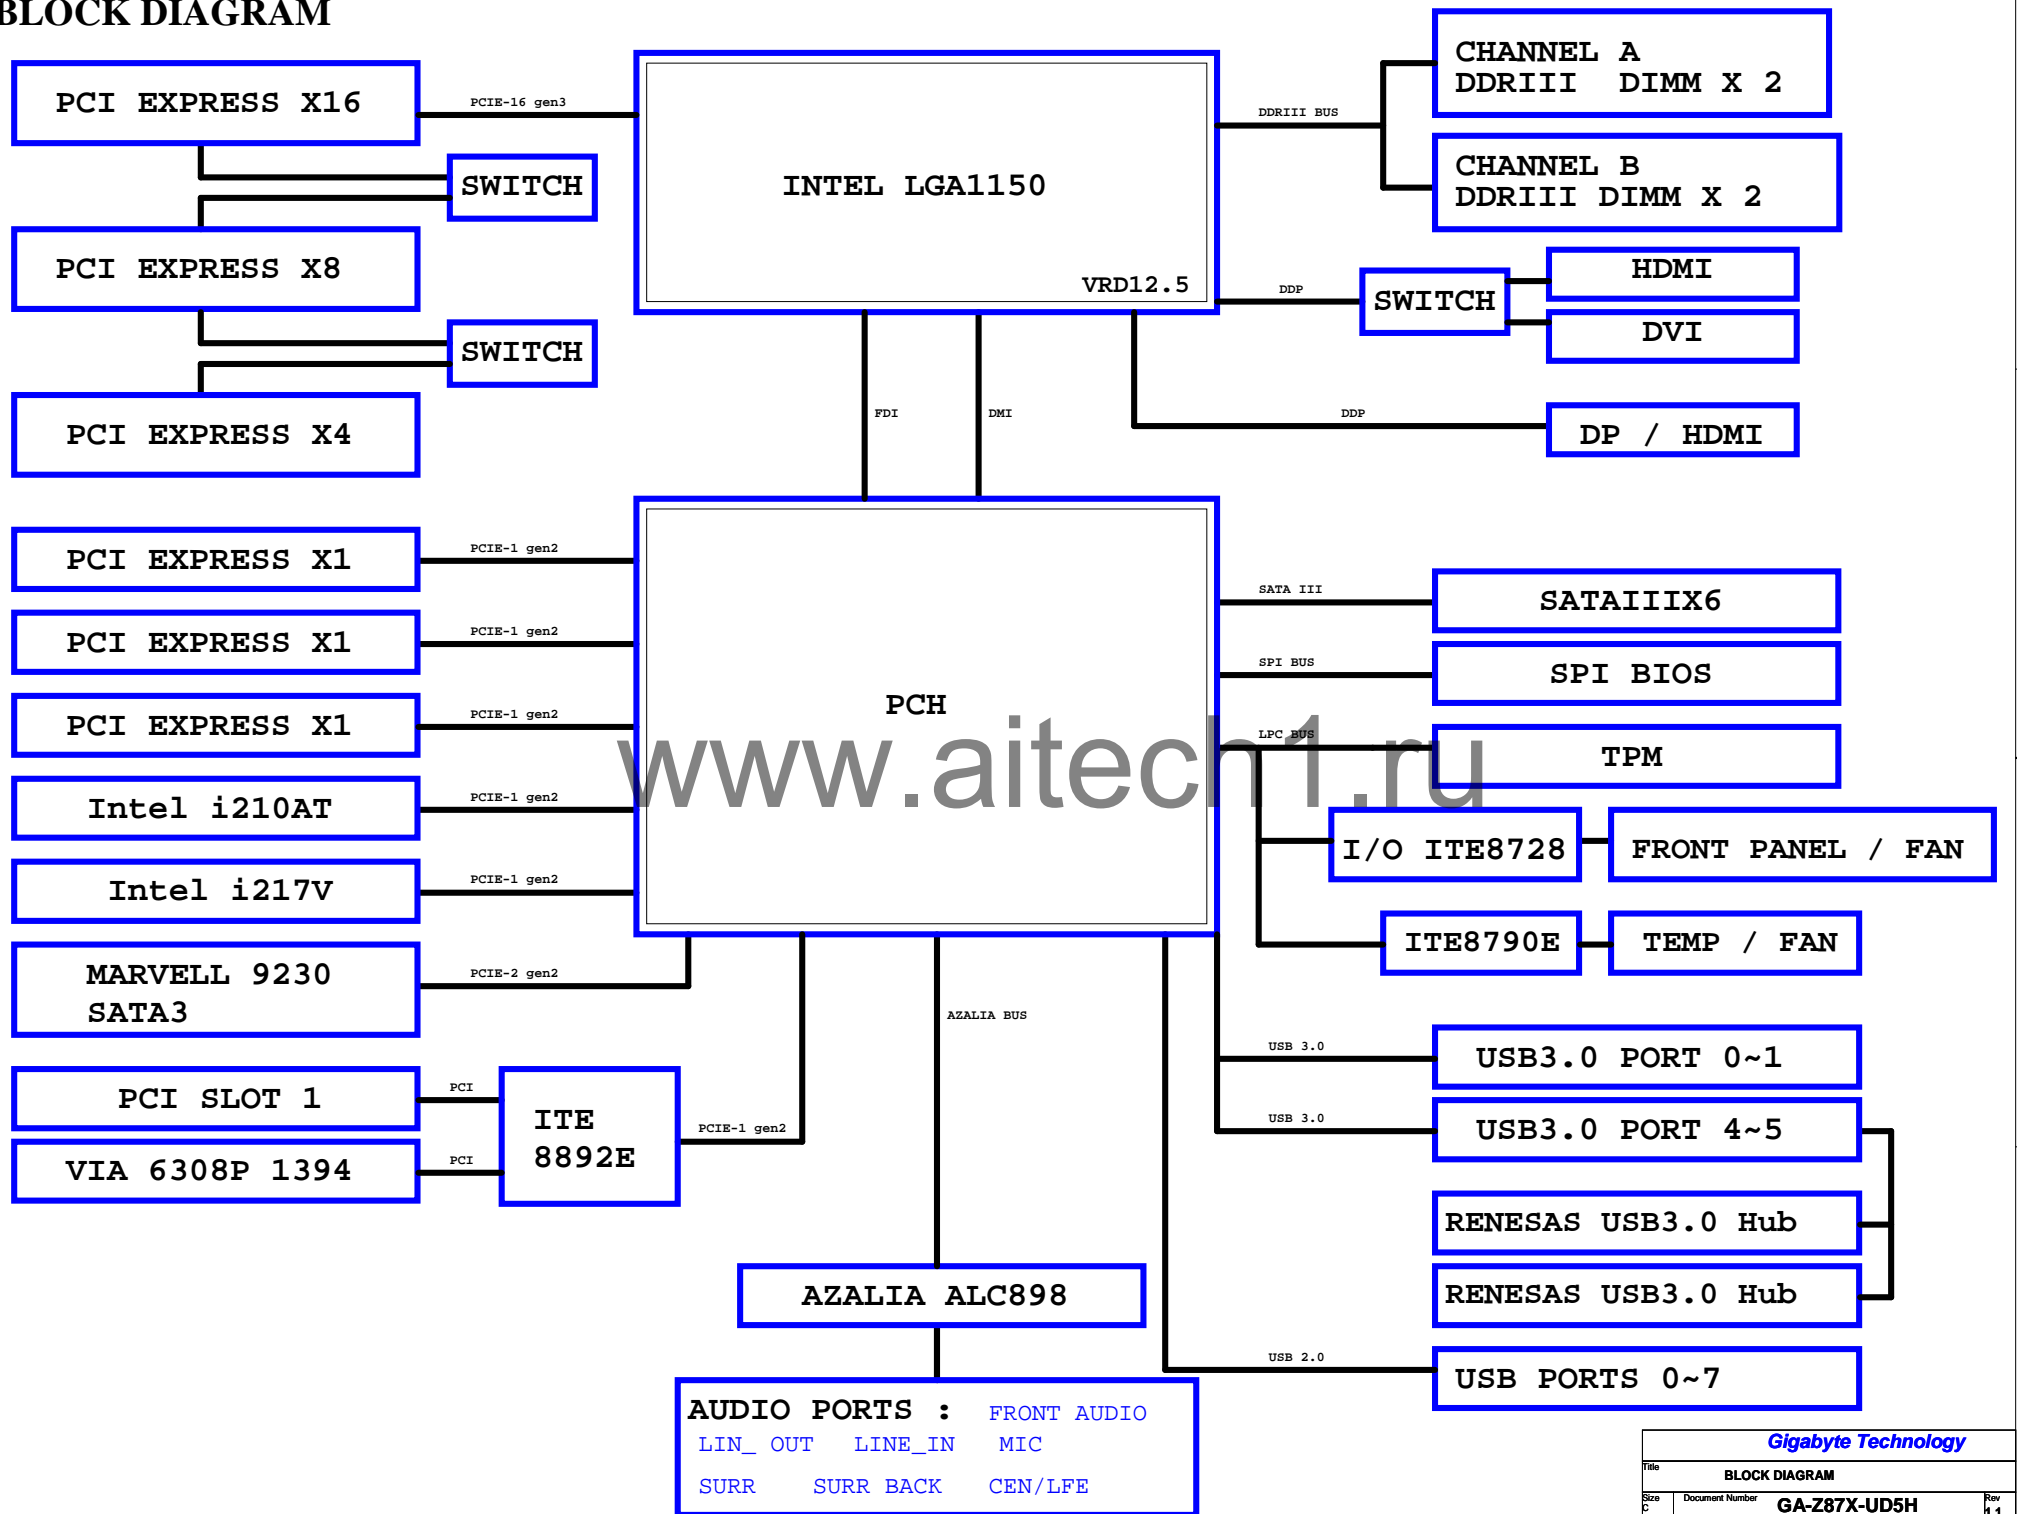 BLOCK DIAGRAM
PCI EXPRESS X16
PCIE-16 gen3
SWITCH
PCI EXPRESS X8
SWITCH
PCI EXPRESS X4
INTEL LGA1150
VRD12.5
DDRIII BUS
CHANNEL A
DDRIII DIMM X 2
CHANNEL B
DDRIII DIMM X 2
DDP
SWITCH
HDMI
DVI
FDI
DMI
DDP
DP / HDMI
PCI EXPRESS X1
PCIE-1 gen2
PCI EXPRESS X1
PCIE-1 gen2
PCI EXPRESS X1
PCIE-1 gen2
Intel i210AT
PCIE-1 gen2
Intel i217V
PCIE-1 gen2
MARVELL 9230
SATA3
PCIE-2 gen2
PCI SLOT 1
PCI
VIA 6308P 1394
PCI
ITE
8892E
PCIE-1 gen2
PCH
www.aitech1.ru
SATA III
SATAIIIX6
SPI BUS
SPI BIOS
LPC BUS
TPM
I/O ITE8728
FRONT PANEL / FAN
ITE8790E
TEMP / FAN
AZALIA BUS
USB 3.0
USB3.0 PORT 0~1
USB 3.0
USB3.0 PORT 4~5
RENESAS USB3.0 Hub
RENESAS USB3.0 Hub
AZALIA ALC898
USB 2.0
USB PORTS 0~7
AUDIO PORTS : FRONT AUDIO
LIN_ OUT LINE_IN MIC
SURR SURR BACK CEN/LFE
Gigabyte Technology
Title
BLOCK DIAGRAM
Size
C
Document Number
GA-Z87X-UD5H
Rev
1.1